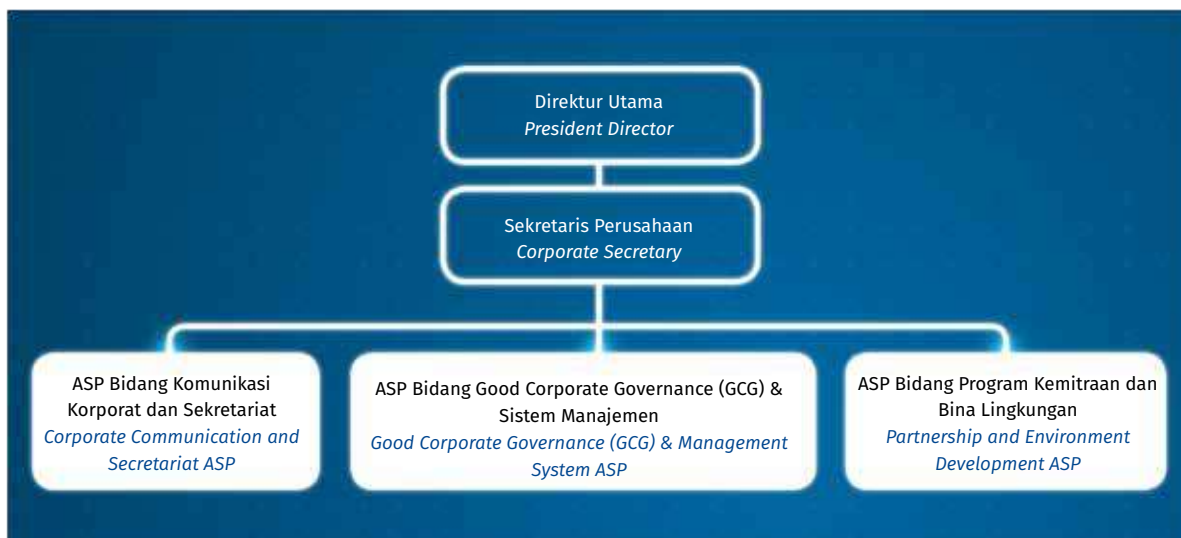 Direktur Utama
President Director
Sekretaris Perusahaan
Corporate Secretary
ASP Bidang Komunikasi
Korporat dan Sekretariat
Corporate Communication and
Secretariat ASP
ASP Bidang Good Corporate Governance (GCG) &
Sistem Manajemen
Good Corporate Governance (GCG) & Management
System ASP
ASP Bidang Program Kemitraan dan
Bina Lingkungan
Partnership and Environment
Development ASP